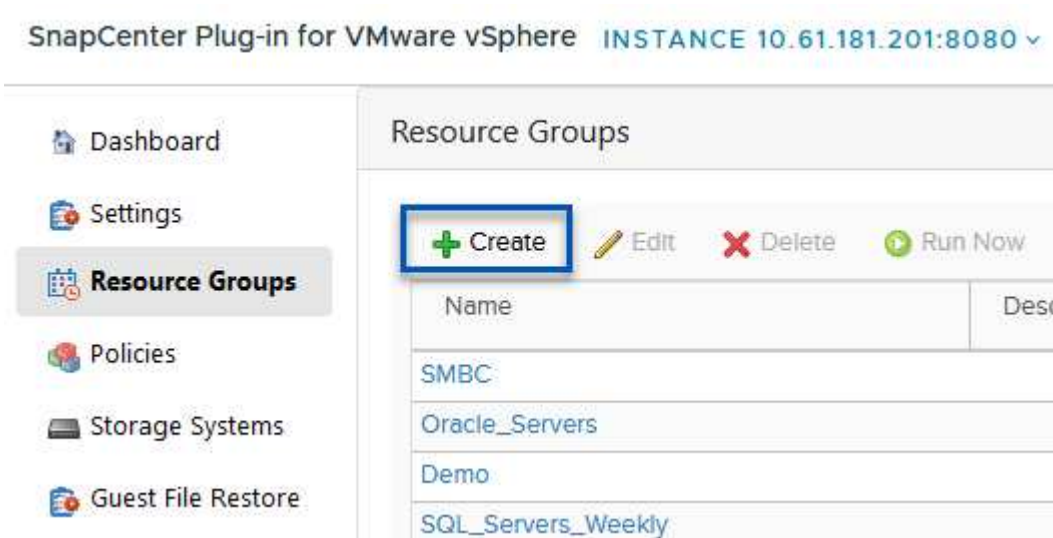 SnapCenter Plug-in for VMware vSphere INSTANCE 10.61.181.201:8080
Dashboard
Settings
Resource Groups
Policies
Storage Systems
Guest File Restore
Resource Groups
Create Edit Delete Run Now
Name Desc
SMBC
Oracle_Servers
Demo
SQL_Servers_Weekly